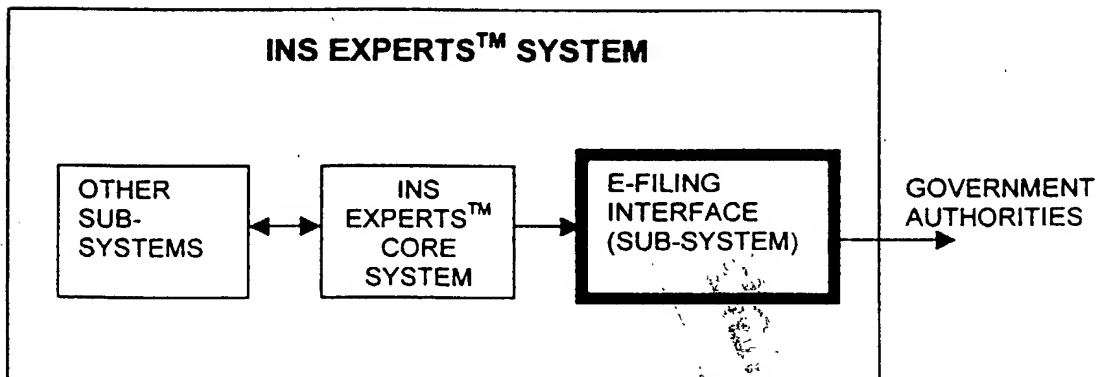 INS EXPERTS™ SYSTEM
OTHER
SUB-
SYSTEMS
INS
EXPERTS™
CORE
SYSTEM
E-FILING
INTERFACE
(SUB-SYSTEM)
GOVERNMENT
AUTHORITIES